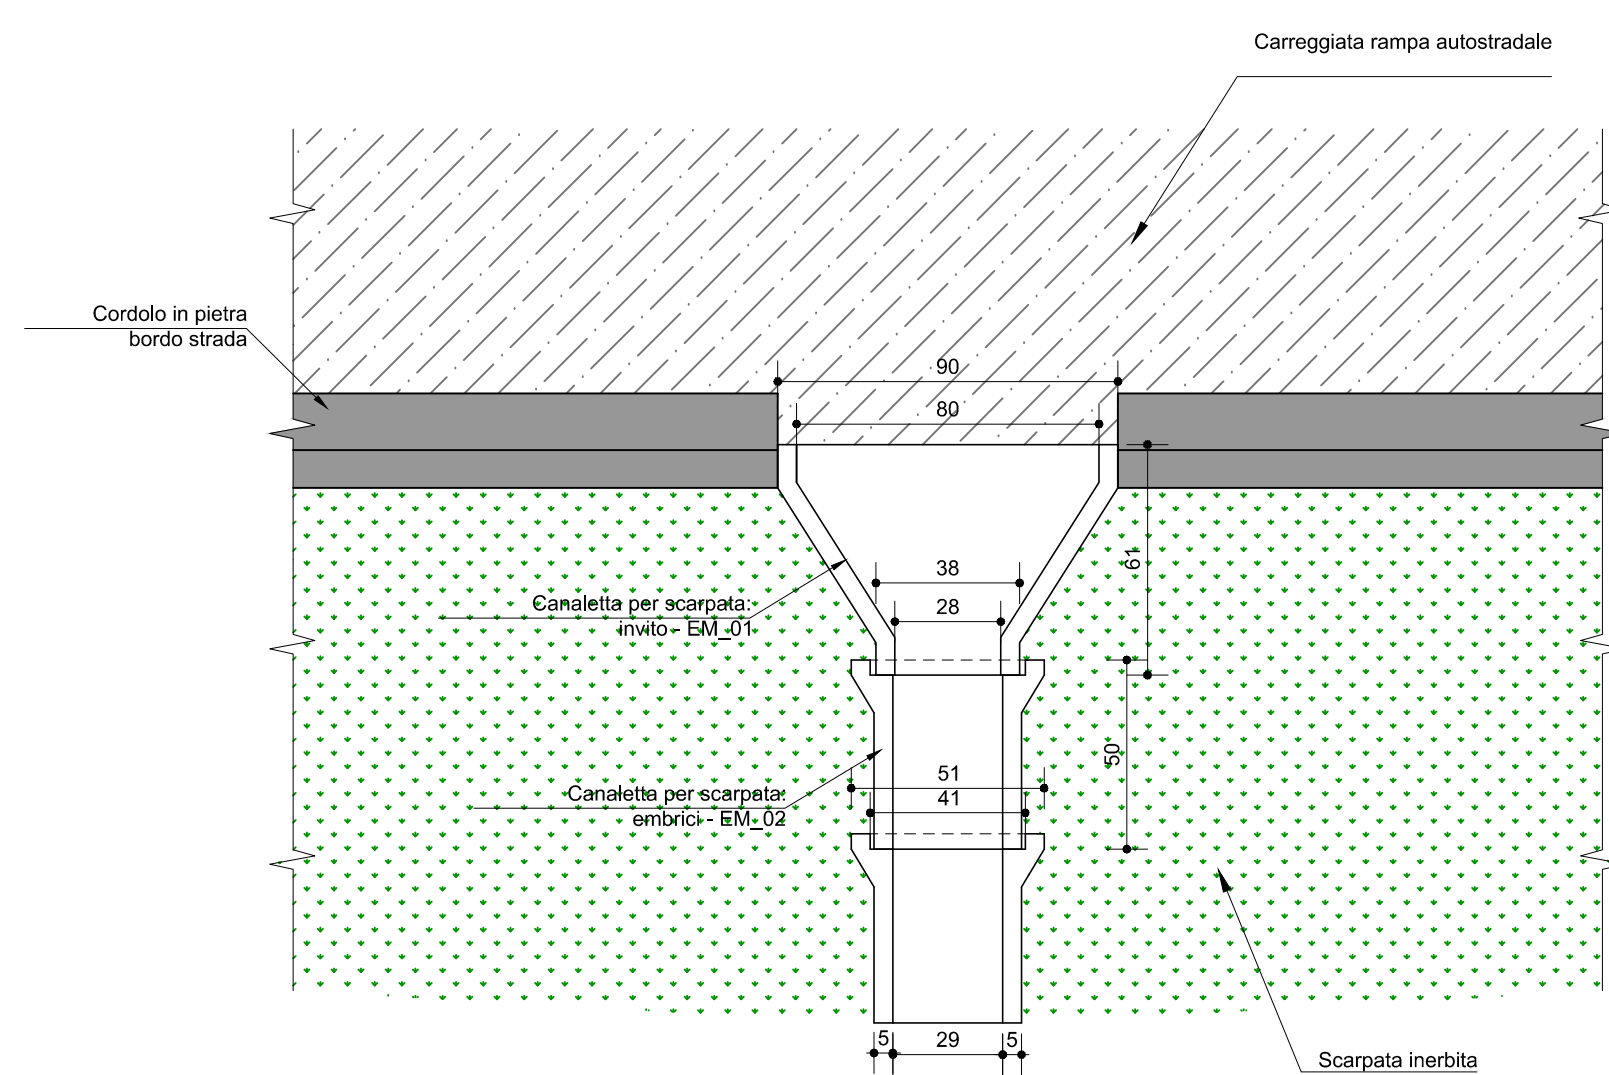 Carreggiata rampa autostradale
Cordolo in pietra
bordo strada
90
80
61
38
28
Canaletta per scarpata:
invito - EM_01
50
51
41
Canaletta per scarpata:
embrici - EM_02
5
29
5
Scarpata inerbita